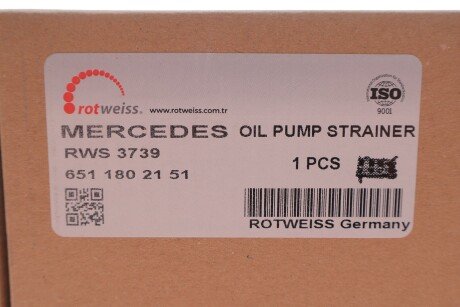 rotweiss.
www.rotweiss.com.tr
ISO
9001
MERCEDES OIL PUMP STRAINER
RWS 3739
1 PCS
651 180 21 51
ROTWEISS Germany